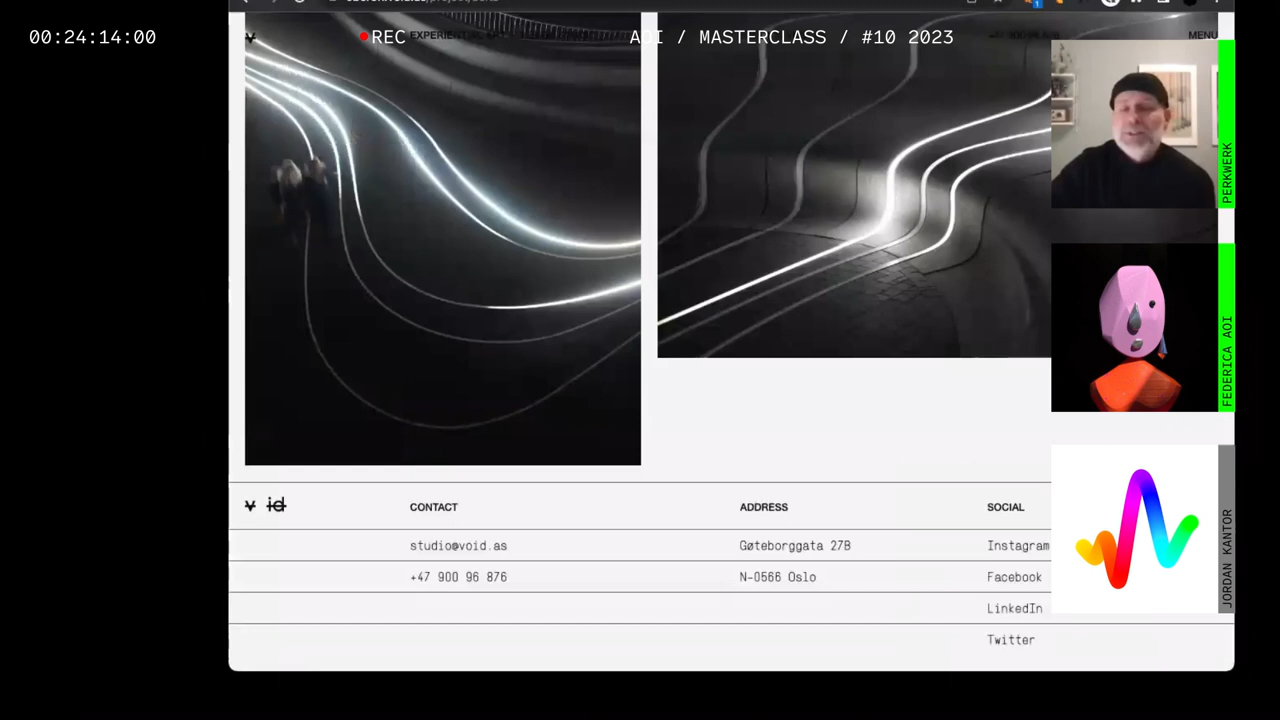 00:24:14:00
REC
AOI / MASTERCLASS / #10 2023
MENU
PERKWERK
FEDERICA AOI
JORDAN KANTOR
v id
CONTACT
ADDRESS
SOCIAL
studio@void.as
Gøteborggata 27B
Instagram
+47 900 96 876
N-0566 Oslo
Facebook
LinkedIn
Twitter